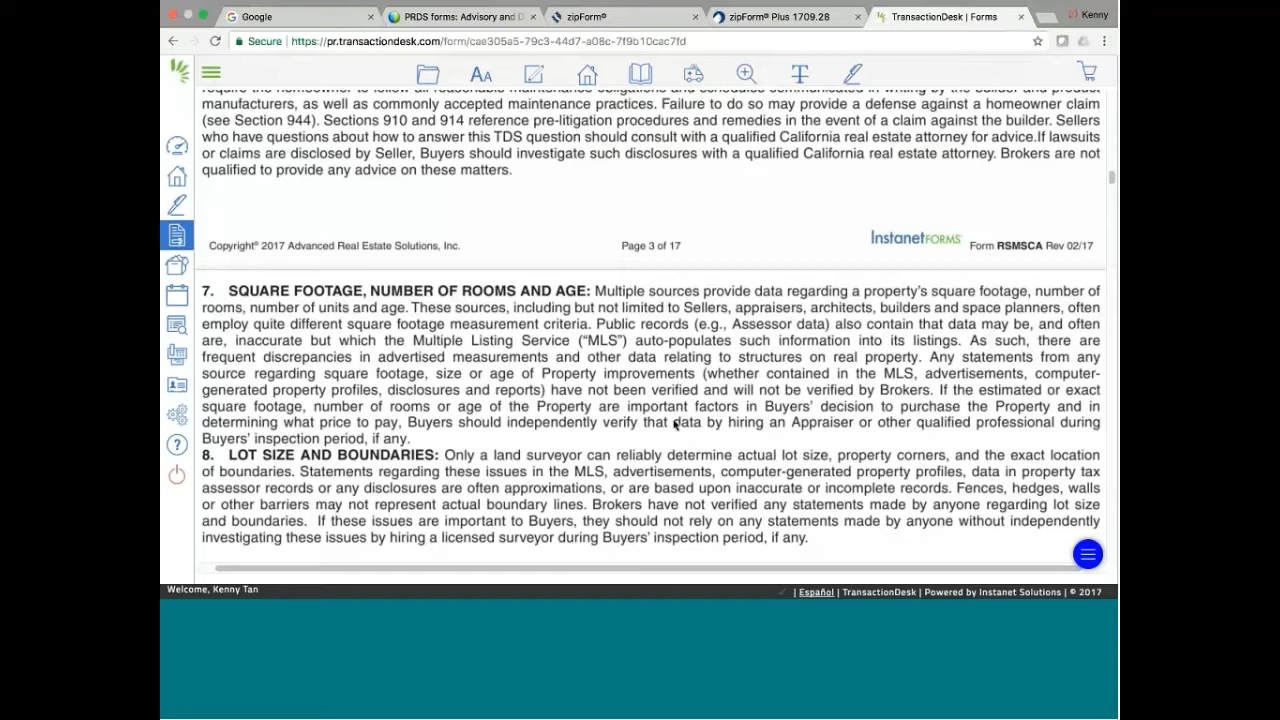 Google
PRDS forms: Advisory and D
zipForm®
zipForm® Plus 1709.28
TransactionDesk | Forms
Kenny
Secure | https://pr.transactiondesk.com/form/cae305a5-79c3-44d7-a08c-7f9b10cac7fd
require the homeowner to follow all reasonable maintenance obligations and schedules communicated in writing by the builder and product
manufacturers, as well as commonly accepted maintenance practices. Failure to do so may provide a defense against a homeowner claim
(see Section 944). Sections 910 and 914 reference pre-litigation procedures and remedies in the event of a claim against the builder. Sellers
who have questions about how to answer this TDS question should consult with a qualified California real estate attorney for advice.If lawsuits
or claims are disclosed by Seller, Buyers should investigate such disclosures with a qualified California real estate attorney. Brokers are not
qualified to provide any advice on these matters.
Copyright® 2017 Advanced Real Estate Solutions, Inc.
Page 3 of 17
InstanetFORMS
Form RSMSCA Rev 02/17
7. SQUARE FOOTAGE, NUMBER OF ROOMS AND AGE: Multiple sources provide data regarding a property's square footage, number of
rooms, number of units and age. These sources, including but not limited to Sellers, appraisers, architects, builders and space planners, often
employ quite different square footage measurement criteria. Public records (e.g., Assessor data) also contain that data may be, and often
are, inaccurate but which the Multiple Listing Service (“MLS”) auto-populates such information into its listings. As such, there are
frequent discrepancies in advertised measurements and other data relating to structures on real property. Any statements from any
source regarding square footage, size or age of Property improvements (whether contained in the MLS, advertisements, computer-
generated property profiles, disclosures and reports) have not been verified and will not be verified by Brokers. If the estimated or exact
square footage, number of rooms or age of the Property are important factors in Buyers' decision to purchase the Property and in
determining what price to pay, Buyers should independently verify that data by hiring an Appraiser or other qualified professional during
Buyers' inspection period, if any.
8. LOT SIZE AND BOUNDARIES: Only a land surveyor can reliably determine actual lot size, property corners, and the exact location
of boundaries. Statements regarding these issues in the MLS, advertisements, computer-generated property profiles, data in property tax
assessor records or any disclosures are often approximations, or are based upon inaccurate or incomplete records. Fences, hedges, walls
or other barriers may not represent actual boundary lines. Brokers have not verified any statements made by anyone regarding lot size
and boundaries. If these issues are important to Buyers, they should not rely on any statements made by anyone without independently
investigating these issues by hiring a licensed surveyor during Buyers' inspection period, if any.
Welcome, Kenny Tan
| Español | TransactionDesk | Powered by Instanet Solutions | © 2017